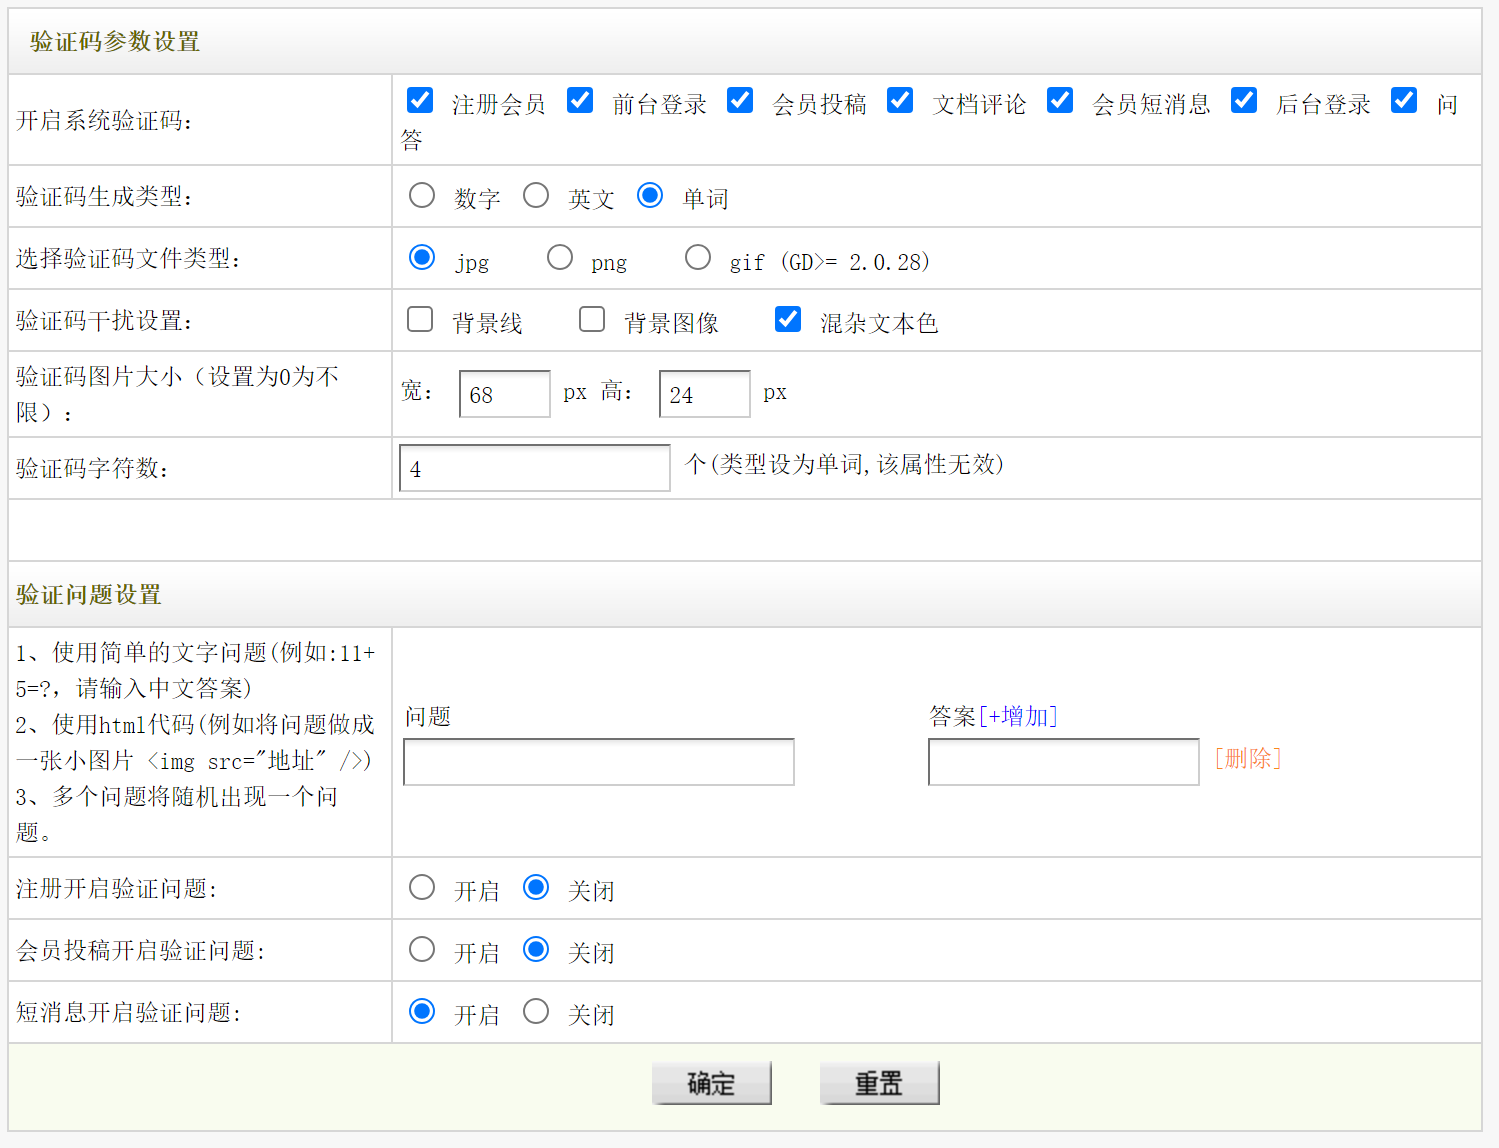 验证码参数设置
开启系统验证码:
注册会员 前台登录 会员投稿 文档评论 会员短消息 后台登录 问
答
验证码生成类型:
数字 英文 单词
选择验证码文件类型:
jpg png gif (GD>= 2.0.28)
验证码干扰设置:
背景线 背景图像 混杂文本色
验证码图片大小（设置为0为不
限）:
宽: 68 px 高: 24 px
验证码字符数:
4 个(类型设为单词,该属性无效)
验证问题设置
1、使用简单的文字问题(例如:11+
5=?，请输入中文答案)
2、使用html代码(例如将问题做成
一张小图片 <img src="地址" />)
3、多个问题将随机出现一个问
题。
问题 答案[+增加]
[删除]
注册开启验证问题:
开启 关闭
会员投稿开启验证问题:
开启 关闭
短消息开启验证问题:
开启 关闭
确定 重置